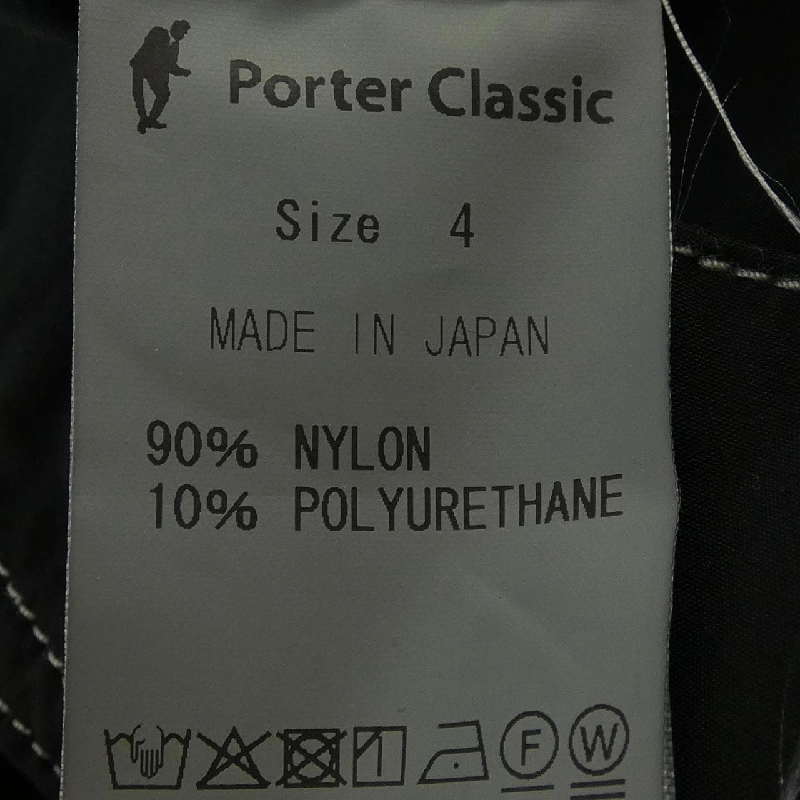 Porter Classic
Size 4
MADE IN JAPAN
90% NYLON
10% POLYURETHANE
F W